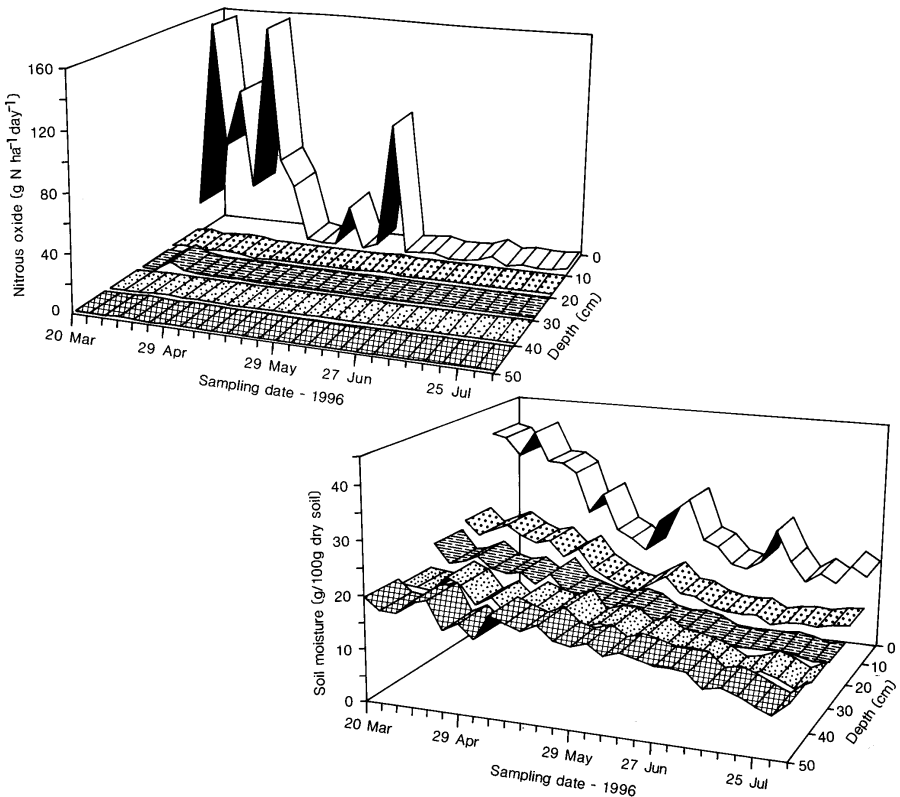 Nitrous oxide (g N ha⁻¹ day⁻¹)
160
120
80
40
0
20 Mar
29 Apr
29 May
27 Jun
25 Jul
Sampling date - 1996
0
10
20
30
40
50
Depth (cm)
Soil moisture (g/100g dry soil)
40
30
20
10
0
20 Mar
29 Apr
29 May
27 Jun
25 Jul
Sampling date - 1996
0
10
20
30
40
50
Depth (cm)